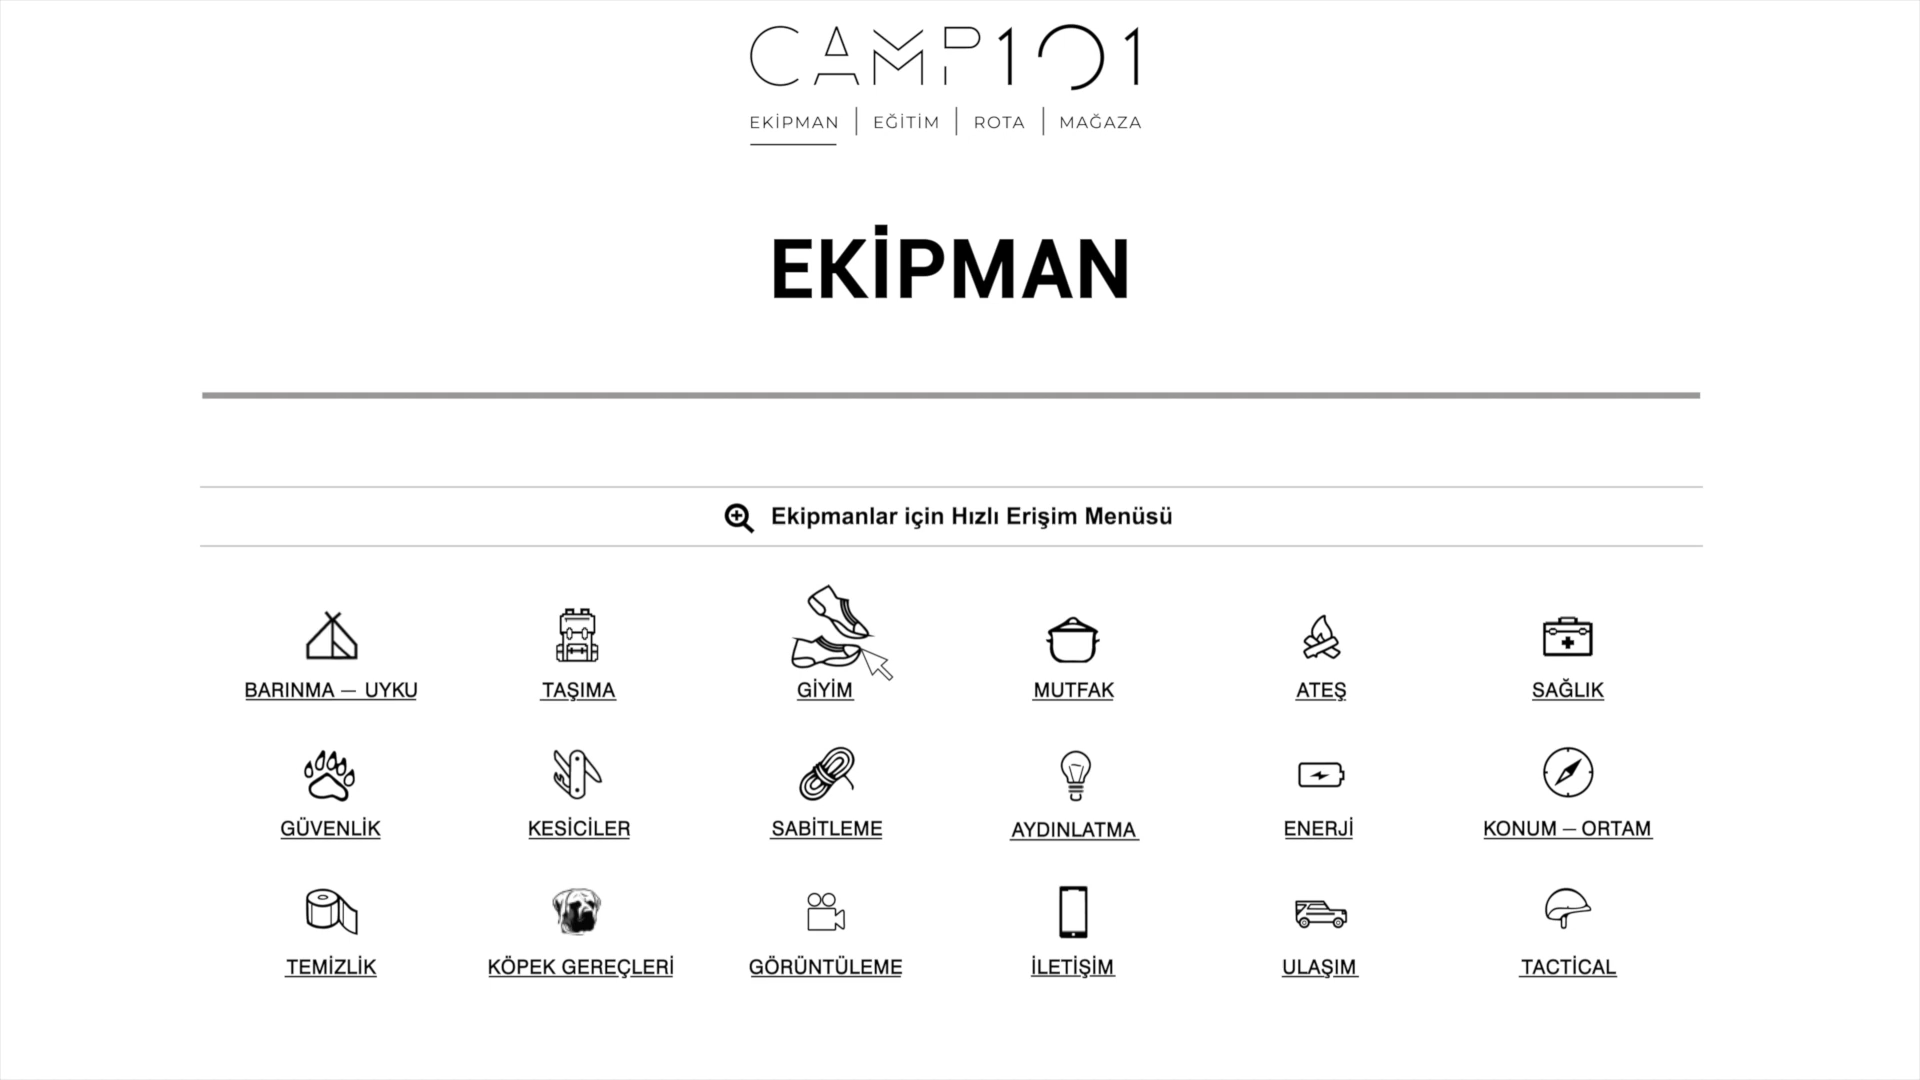 CAMP101
EKİPMAN | EĞİTİM | ROTA | MAĞAZA
EKİPMAN
Ekipmanlar için Hızlı Erişim Menüsü
BARINMA — UYKU
TAŞIMA
GİYİM
MUTFAK
ATEŞ
SAĞLIK
GÜVENLİK
KESİCİLER
SABİTLEME
AYDINLATMA
ENERJİ
KONUM — ORTAM
TEMİZLİK
KÖPEK GEREÇLERİ
GÖRÜNTÜLEME
İLETİŞİM
ULAŞIM
TACTİCAL